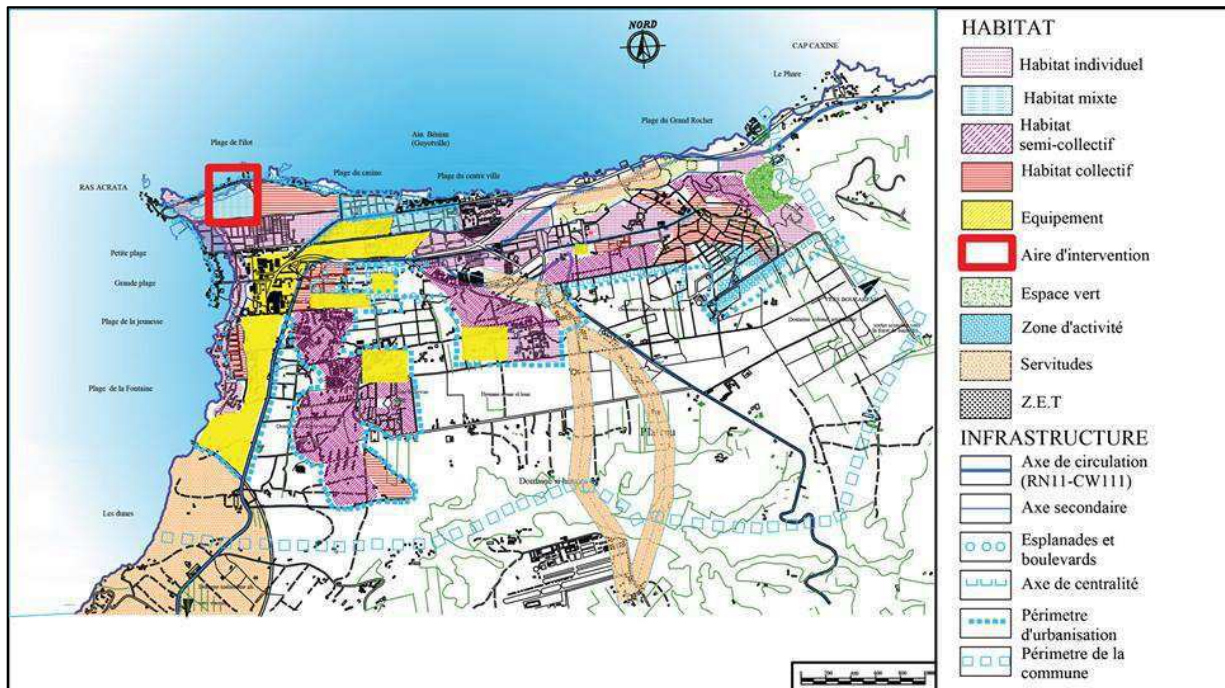 NORD
CAP CAXINE
Le Phare
Plage du Grand Rocher
Ain Bénian
(Guyotville)
Plage de l'ilot
Plage du casino
Plage du centre ville
RAS ACRATA
Petite plage
Grande plage
Plage de la jeunesse
Plage de la Fontaine
Les dunes
Plateau
HABITAT
Habitat individuel
Habitat mixte
Habitat
semi-collectif
Habitat collectif
Equipement
Aire d'intervention
Espace vert
Zone d'activité
Servitudes
Z.E.T
INFRASTRUCTURE
Axe de circulation
(RN11-CW111)
Axe secondaire
Esplanades et
boulevards
Axe de centralité
Périmètre
d'urbanisation
Périmetre de la
commune